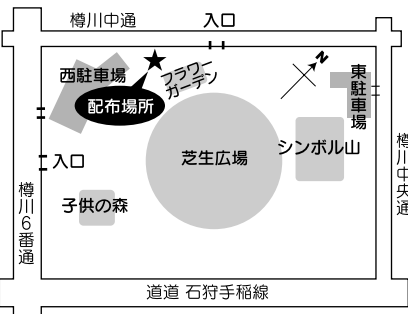 樽川中通
入口
N
西駐車場
フラワー
ガーデン
東駐車場
配布場所
芝生広場
シンボル山
入口
樽川中央通
樽川6番通
子供の森
道道 石狩手稲線